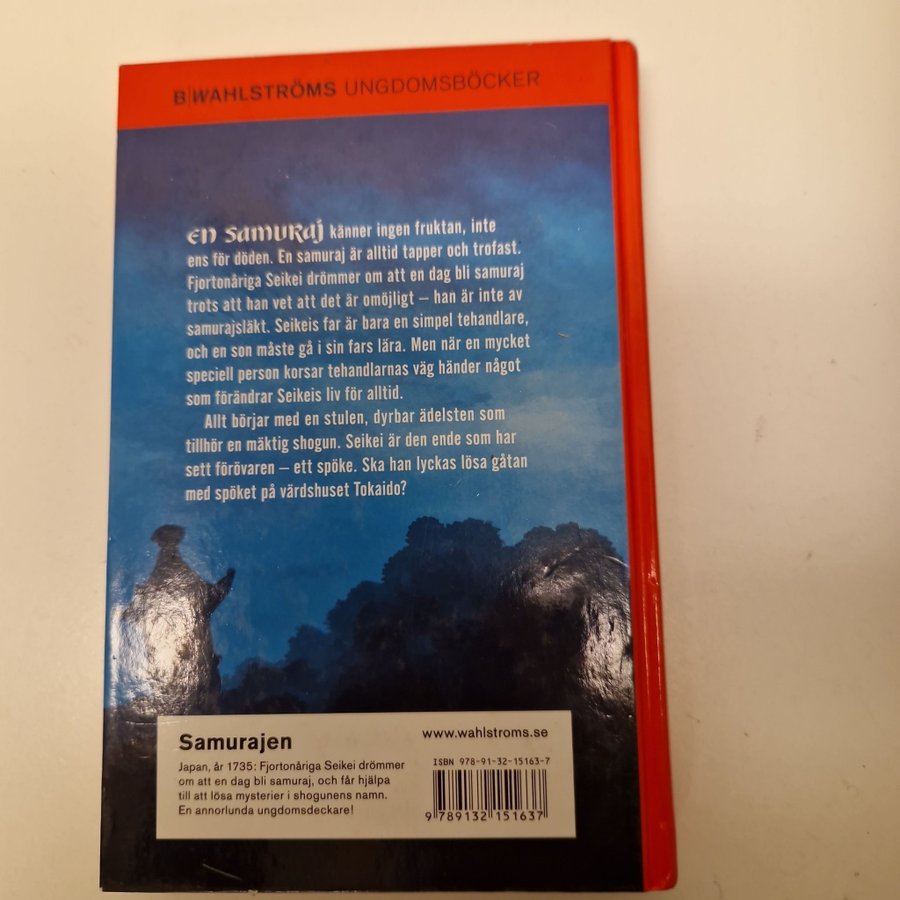 B|WAHLSTRÖMS UNGDOMSBÖCKER
En samuraj känner ingen fruktan, inte
ens för döden. En samuraj är alltid tapper och trofast.
Fjortonåriga Seikei drömmer om att en dag bli samuraj
trots att han vet att det är omöjligt – han är inte av
samurajsläkt. Seikeis far är bara en simpel tehandlare,
och en son måste gå i sin fars lära. Men när en mycket
speciell person korsar tehandlarnas väg händer något
som förändrar Seikeis liv för alltid.
Allt börjar med en stulen, dyrbar ädelsten som
tillhör en mäktig shogun. Seikei är den ende som har
sett förövaren – ett spöke. Ska han lyckas lösa gåtan
med spöket på värdshuset Tokaido?
Samurajen
Japan, år 1735: Fjortonåriga Seikei drömmer
om att en dag bli samuraj, och får hjälpa
till att lösa mysterier i shogunens namn.
En annorlunda ungdomsdeckare!
www.wahlstroms.se
ISBN 978-91-32-15163-7
9 789132 151637